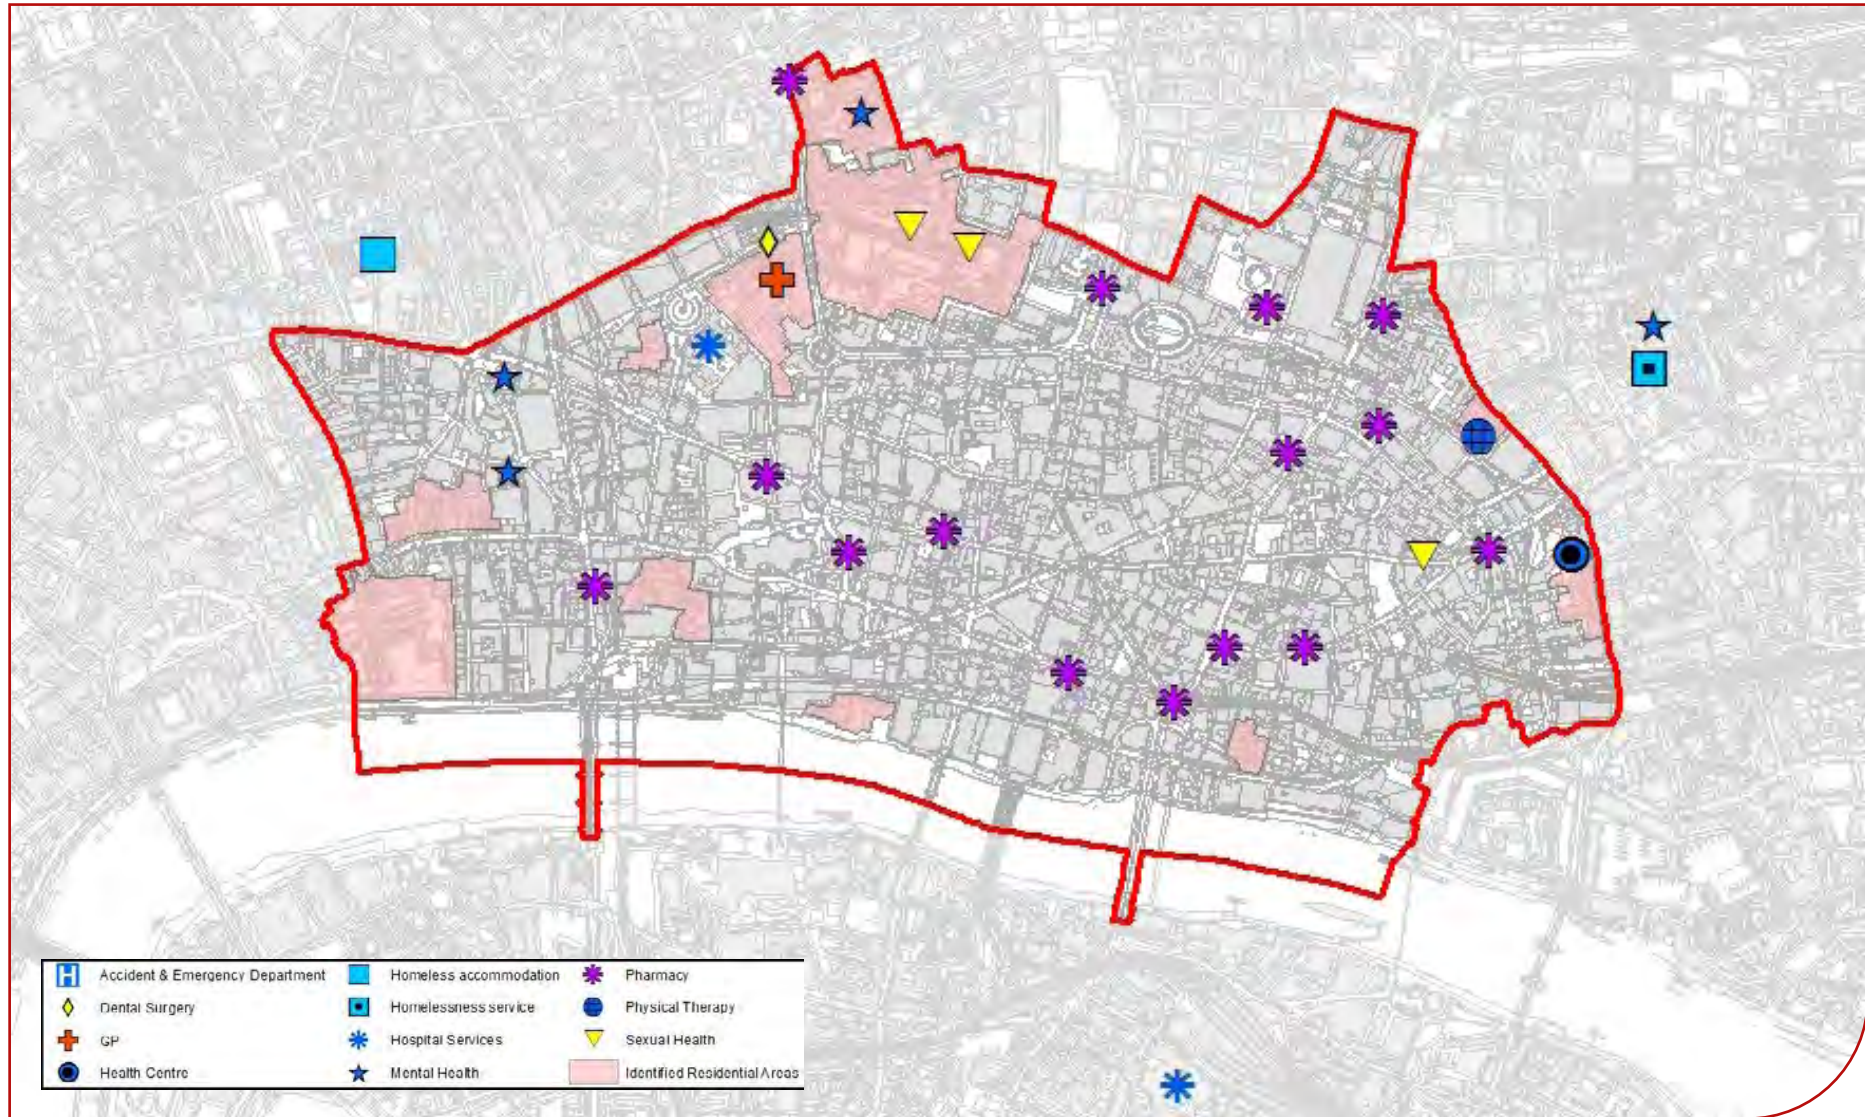 Accident & Emergency Department
Homeless accommodation
Pharmacy
Dental Surgery
Homelessness service
Physical Therapy
GP
Hospital Services
Sexual Health
Health Centre
Mental Health
Identified Residential Areas